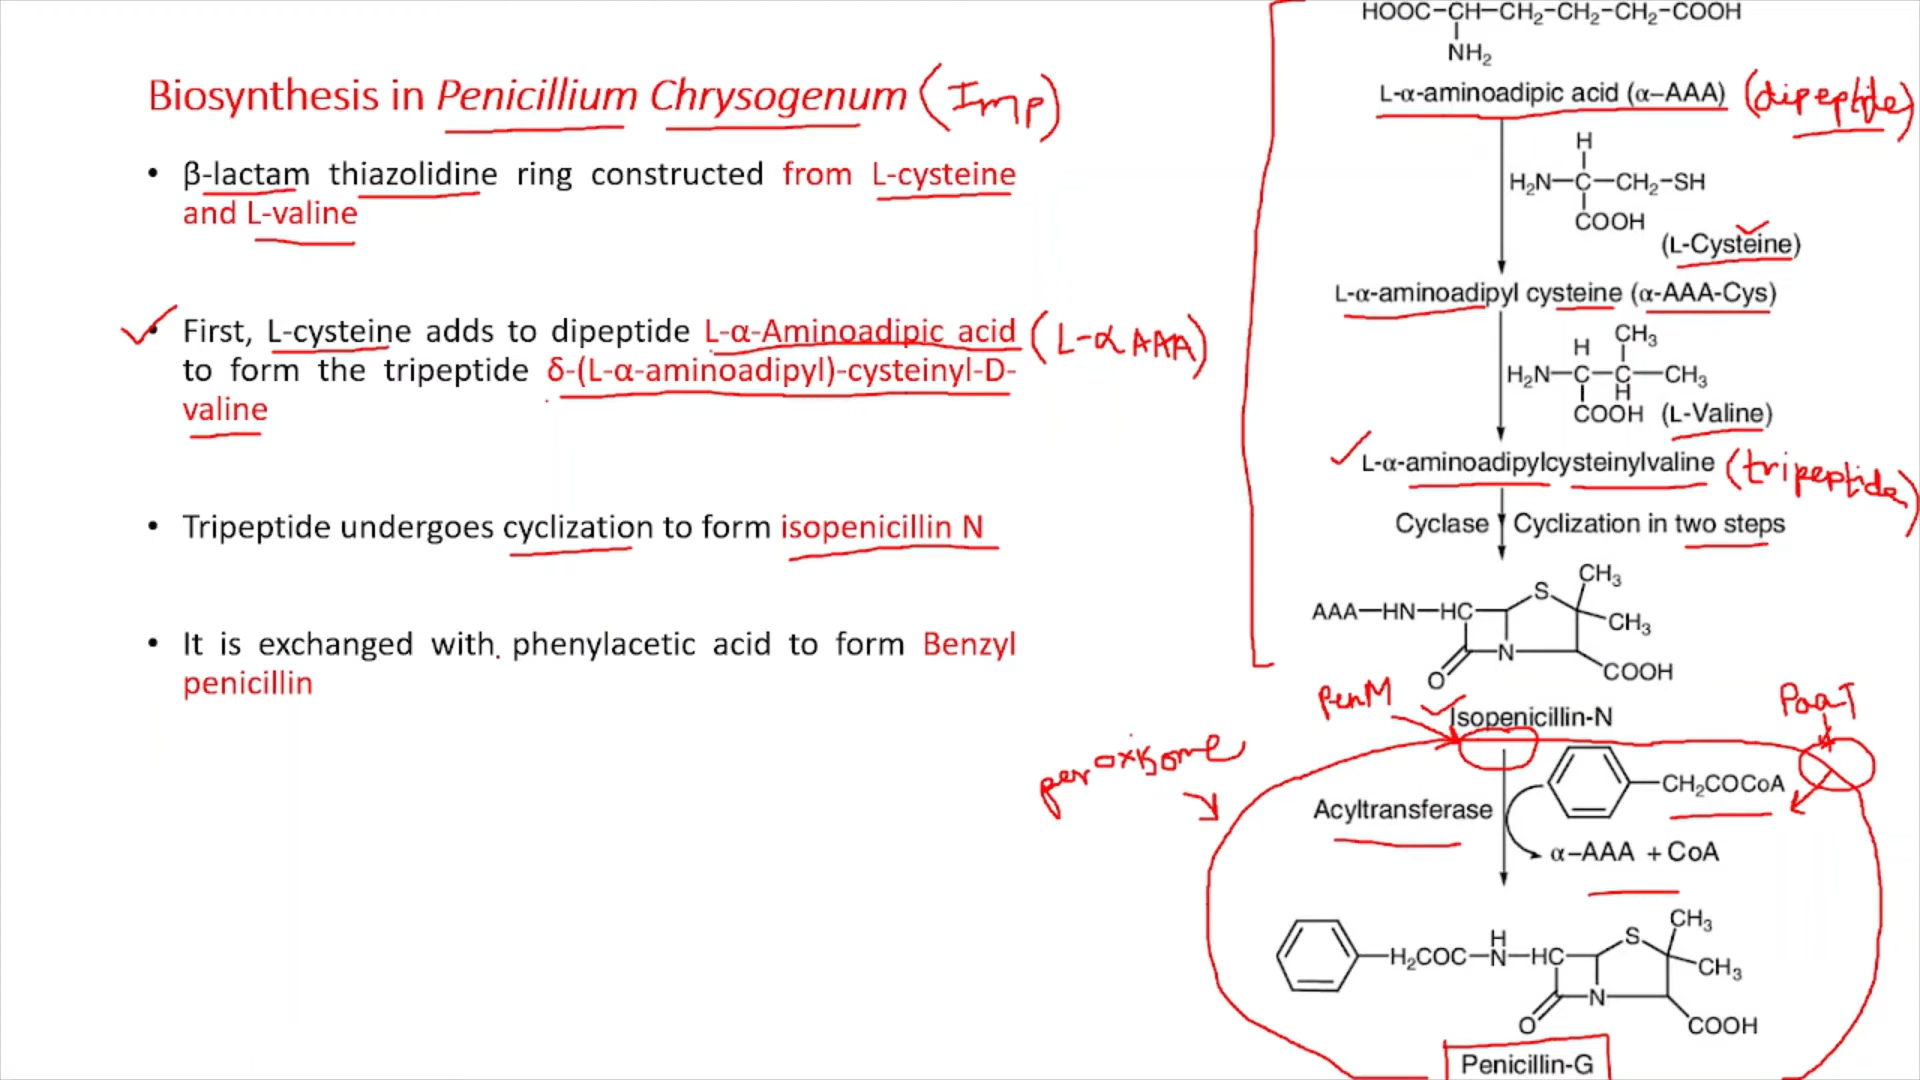 Biosynthesis in Penicillium Chrysogenum (Imp)
• β-lactam thiazolidine ring constructed from L-cysteine
and L-valine
• First, L-cysteine adds to dipeptide L-α-Aminoadipic acid (L-αAAA)
to form the tripeptide δ-(L-α-aminoadipyl)-cysteinyl-D-
valine
• Tripeptide undergoes cyclization to form isopenicillin N
• It is exchanged with phenylacetic acid to form Benzyl
penicillin
HOOC–CH–CH₂–CH₂–CH₂–COOH
NH₂
L-α-aminoadipic acid (α–AAA) (dipeptide)
H
H₂N–C–CH₂–SH
COOH
(L-Cysteine)
L-α-aminoadipyl cysteine (α-AAA-Cys)
CH₃
H
H₂N–C–C–CH₃
H
COOH (L-Valine)
L-α-aminoadipylcysteinylvaline (tripeptide)
Cyclase Cyclization in two steps
CH₃
S
AAA–HN–HC
CH₃
N
COOH
O
PenM
PaaT
Isopenicillin-N
peroxisome
CH₂COCoA
Acyltransferase
α–AAA + CoA
CH₃
S
H
H₂COC–N–HC
CH₃
N
O
COOH
Penicillin-G